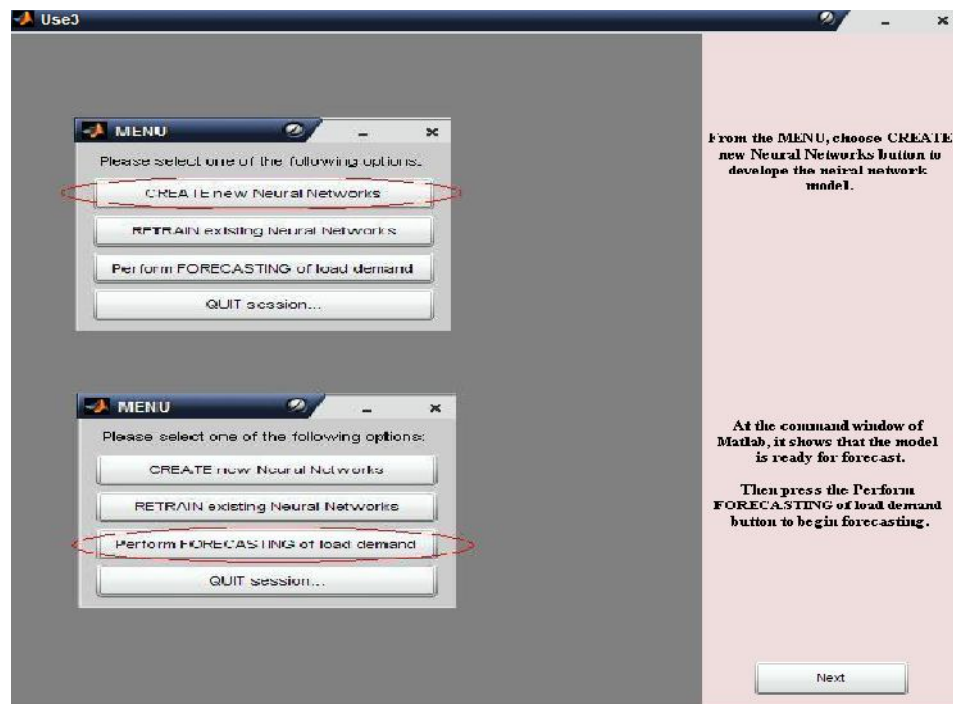 Use3
MENU
Please select one of the following options:
CREATE new Neural Networks
RETRAIN existing Neural Networks
Perform FORECASTING of load demand
QUIT session...
From the MENU, choose CREATE
new Neural Networks button to
develope the neiral network
model.
MENU
Please select one of the following options:
CREATE new Neural Networks
RETRAIN existing Neural Networks
Perform FORECASTING of load demand
QUIT session...
At the command window of
Matlab, it shows that the model
is ready for forecast.
Then press the Perform
FORECASTING of load demand
button to begin forecasting.
Next